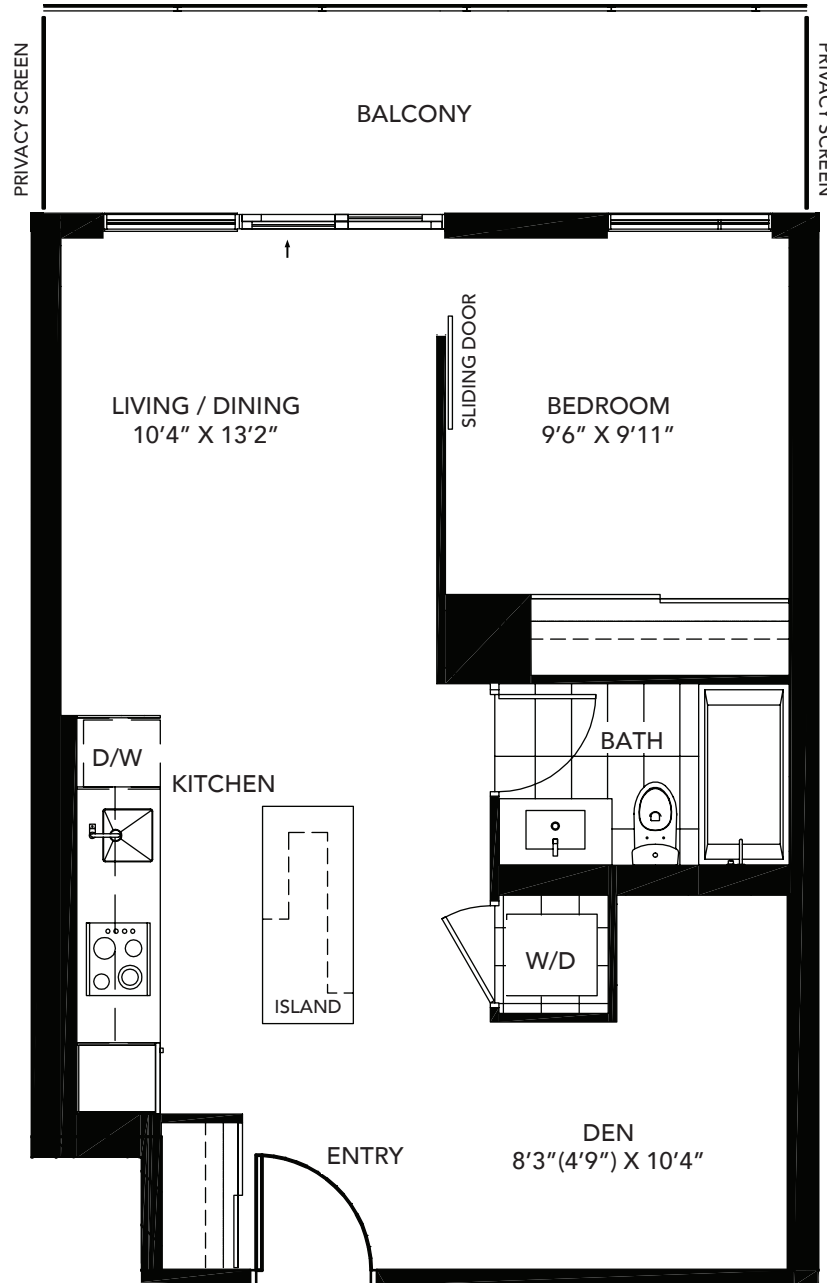 PRIVACY SCREEN
BALCONY
PRIVACY SCREEN
SLIDING DOOR
LIVING / DINING
10'4" X 13'2"
BEDROOM
9'6" X 9'11"
BATH
D/W
KITCHEN
W/D
ISLAND
ENTRY
DEN
8'3"(4'9") X 10'4"